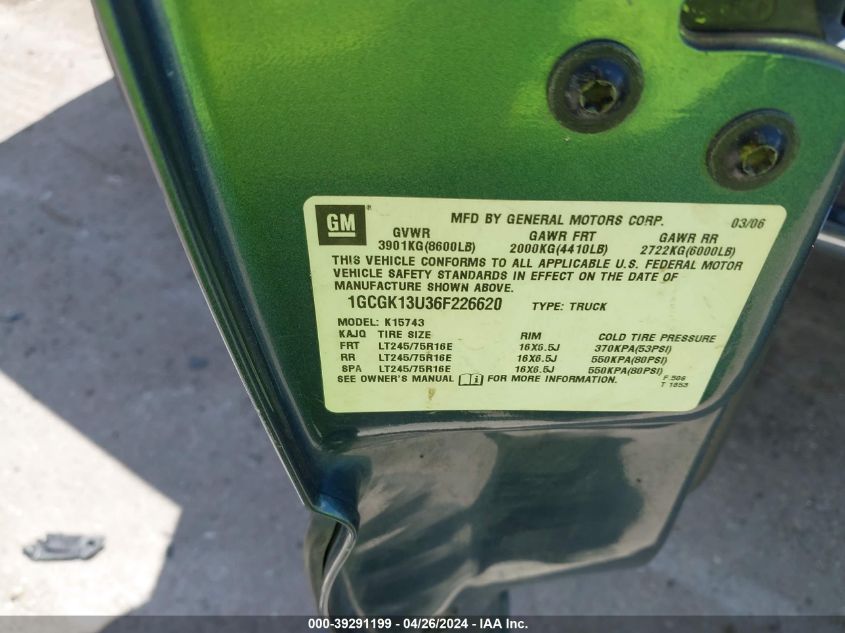 GM ®
MFD BY GENERAL MOTORS CORP. 03/06
GVWR GAWR FRT GAWR RR
3901KG(8600LB) 2000KG(4410LB) 2722KG(6000LB)
THIS VEHICLE CONFORMS TO ALL APPLICABLE U.S. FEDERAL MOTOR
VEHICLE SAFETY STANDARDS IN EFFECT ON THE DATE OF
MANUFACTURE SHOWN ABOVE.
1GCGK13U36F226620 TYPE: TRUCK
MODEL: K15743
KAJQ TIRE SIZE RIM COLD TIRE PRESSURE
FRT LT245/75R16E 16X6.5J 370KPA(53PSI)
RR LT245/75R16E 16X6.5J 550KPA(80PSI)
SPA LT245/75R16E 16X6.5J 550KPA(80PSI)
SEE OWNER'S MANUAL FOR MORE INFORMATION. F 506
T 1853
000-39291199 - 04/26/2024 - IAA Inc.